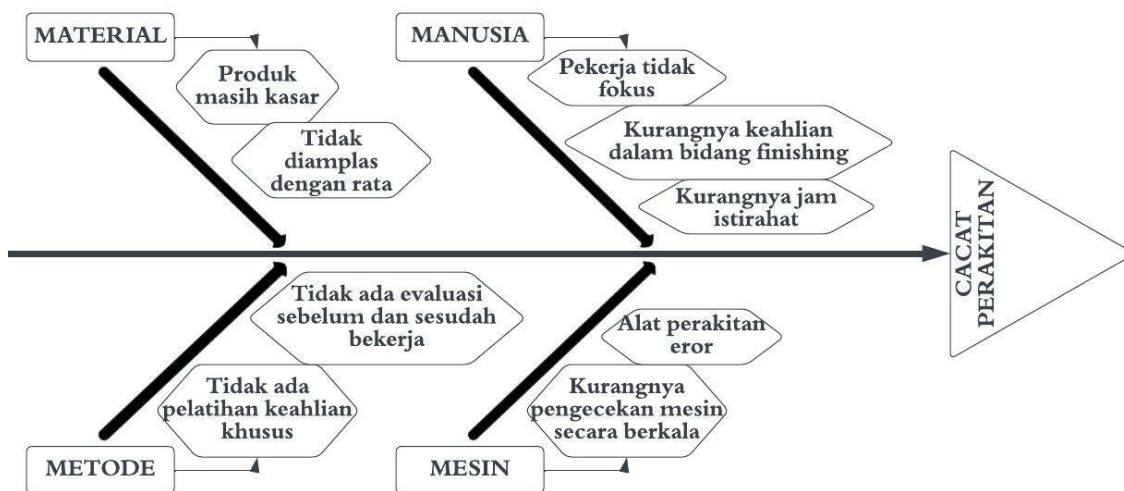 MATERIAL
Produk
masih kasar
Tidak
diamplas
dengan rata
MANUSIA
Pekerja tidak
fokus
Kurangnya keahlian
dalam bidang finishing
Kurangnya jam
istirahat
CACAT
PERAKITAN
Tidak ada evaluasi
sebelum dan sesudah
bekerja
Tidak ada
pelatihan keahlian
khusus
METODE
Alat perakitan
eror
Kurangnya
pengecekan mesin
secara berkala
MESIN